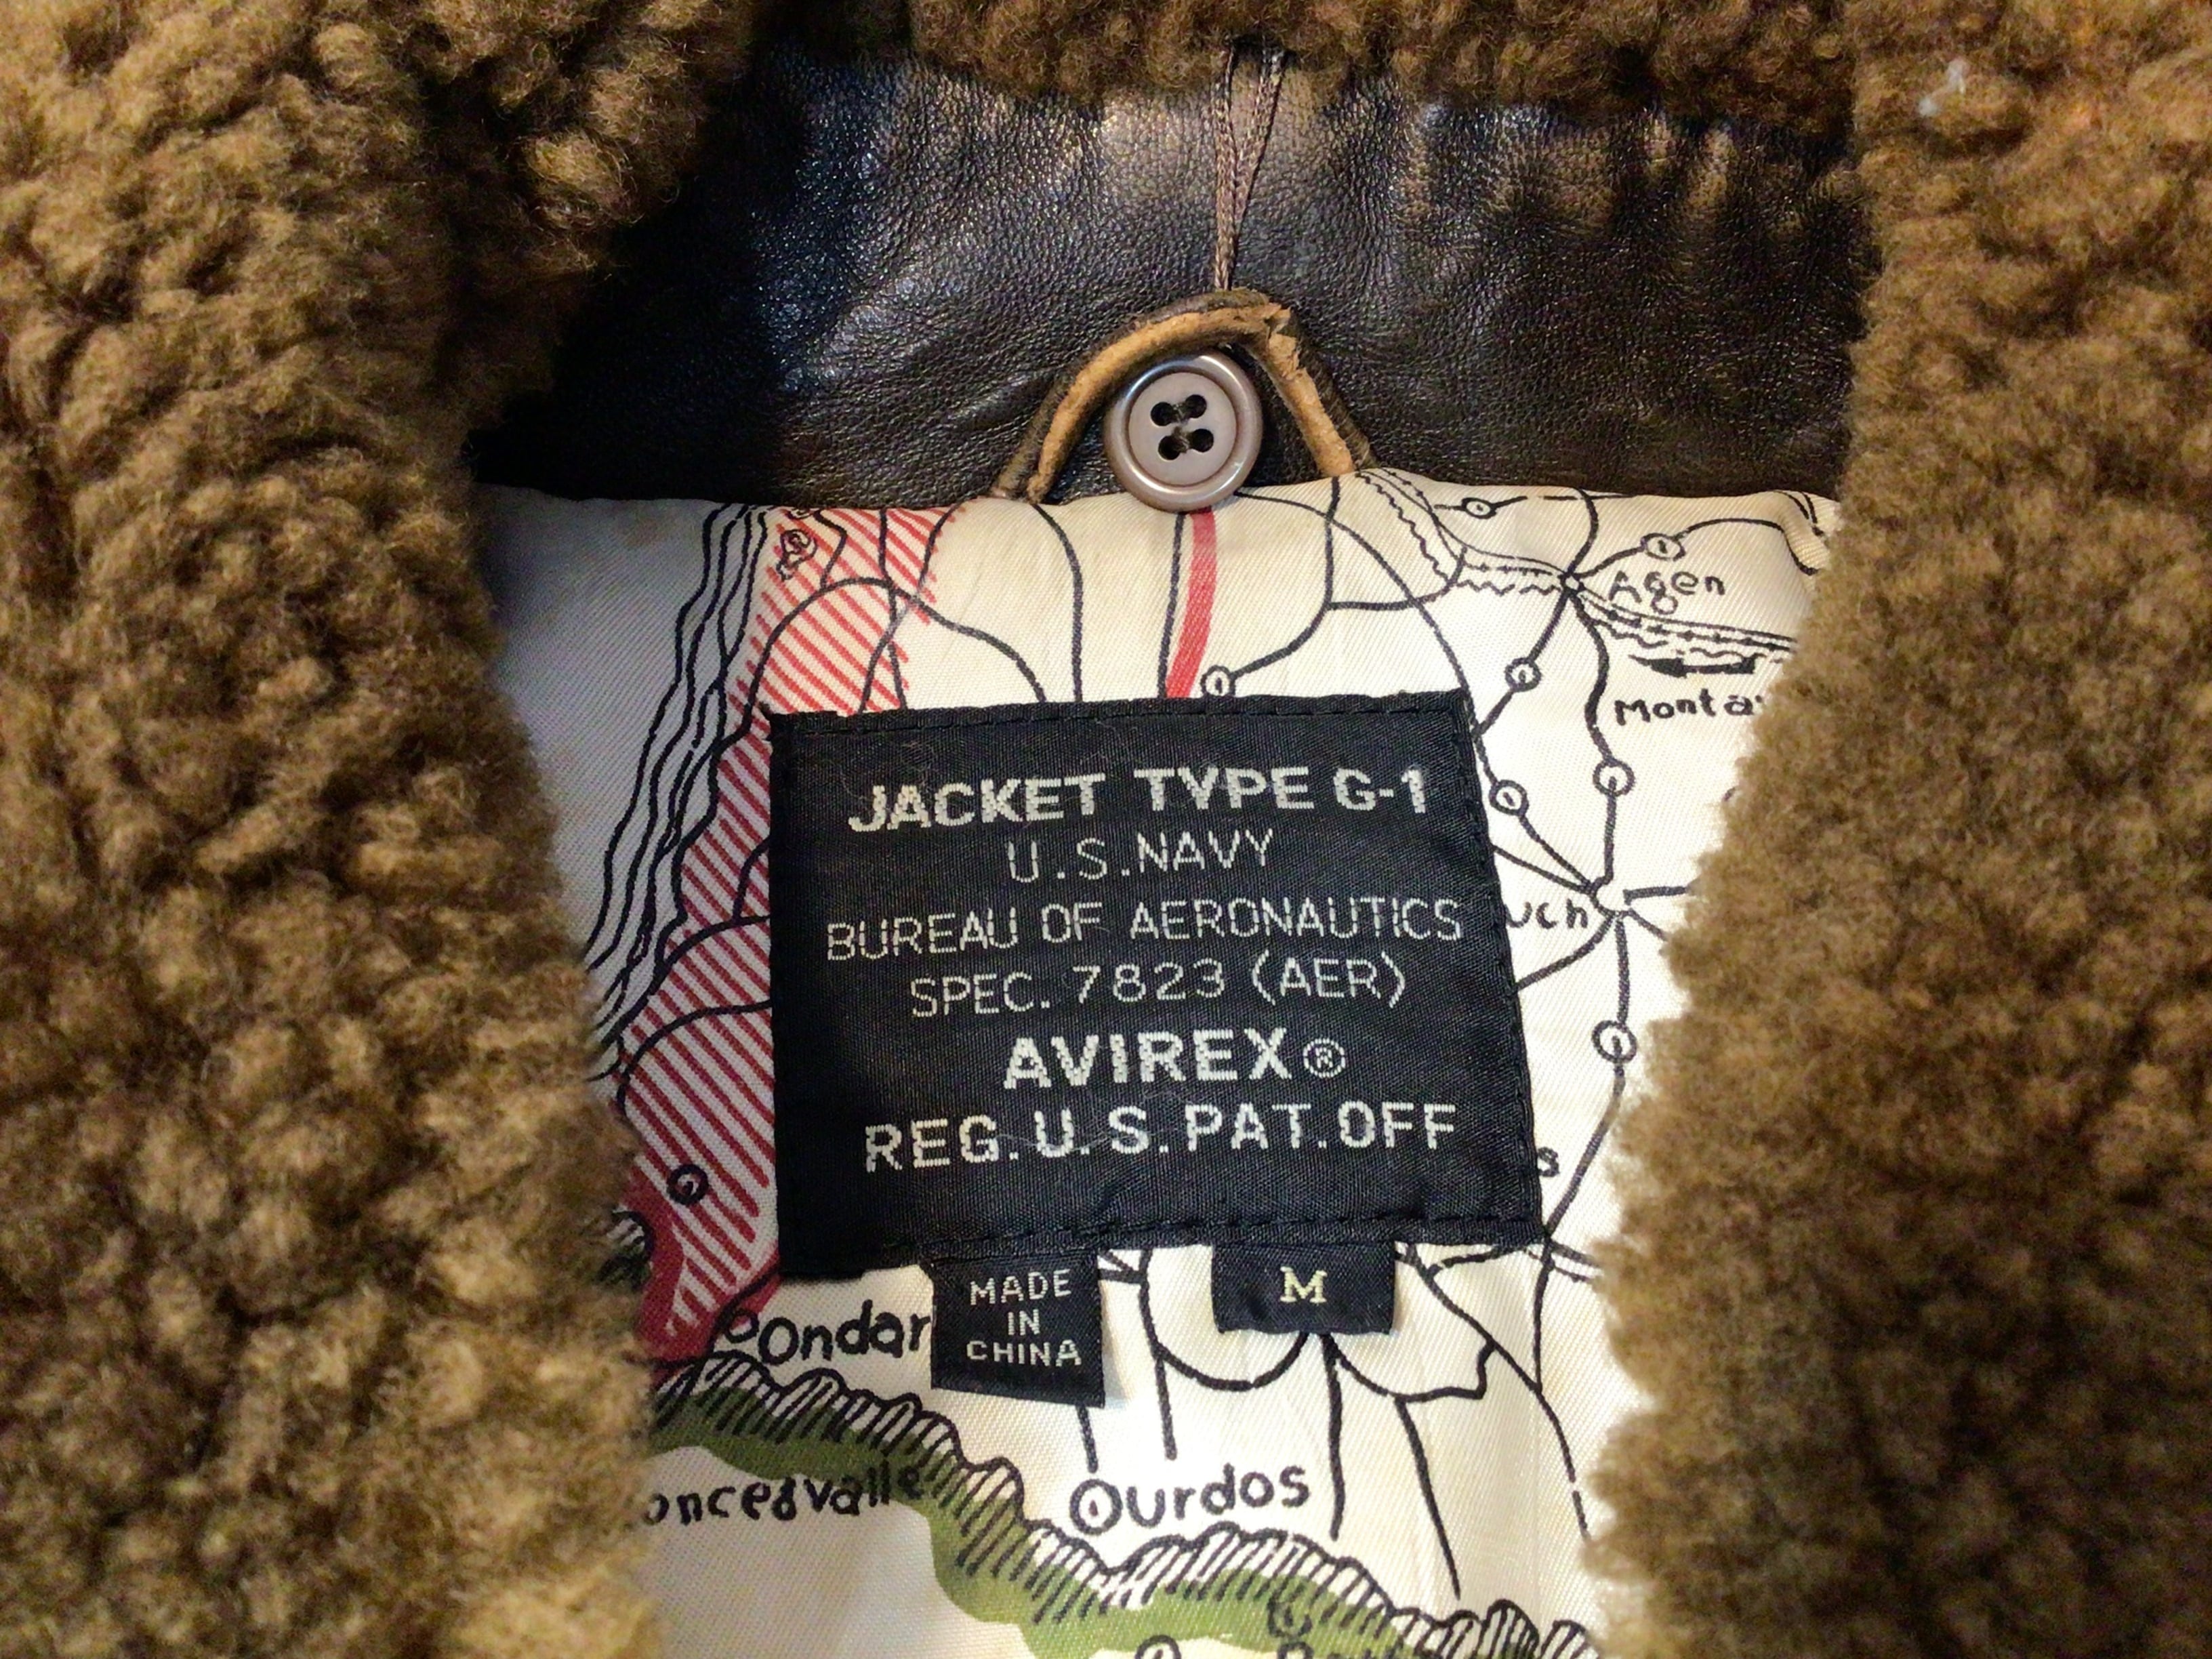 Agen
JACKET TYPE G-1
U.S.NAVY
BUREAU OF AERONAUTICS
SPEC. 7823 (AER)
AVIREX®
REG.U.S.PAT.OFF
MADE
IN
CHINA
M
Ourdos